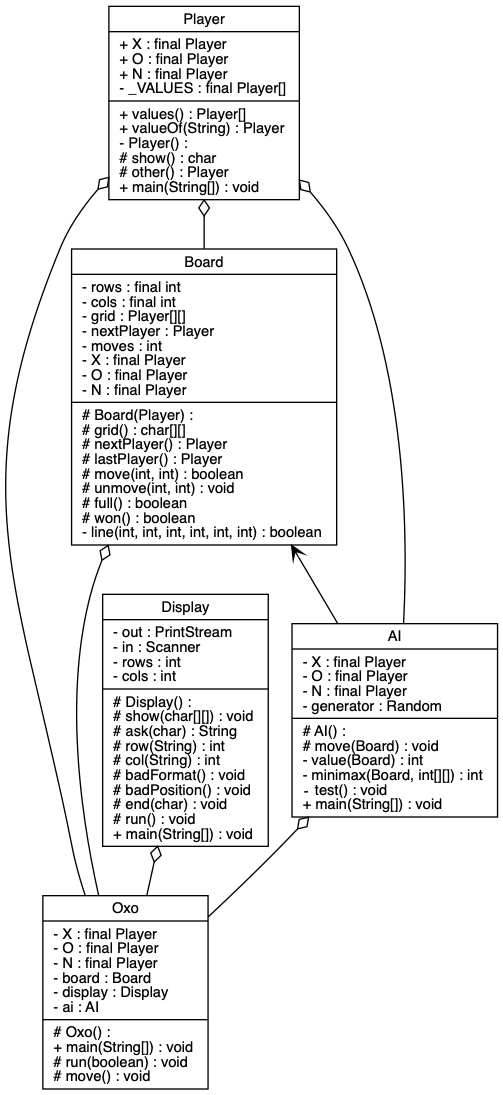 Player
+ X : final Player
+ O : final Player
+ N : final Player
- _VALUES : final Player[]
+ values() : Player[]
+ valueOf(String) : Player
- Player() :
# show() : char
# other() : Player
+ main(String[]) : void
Board
- rows : final int
- cols : final int
- grid : Player[][]
- nextPlayer : Player
- moves : int
- X : final Player
- O : final Player
- N : final Player
# Board(Player) :
# grid() : char[][]
# nextPlayer() : Player
# lastPlayer() : Player
# move(int, int) : boolean
# unmove(int, int) : void
# full() : boolean
# won() : boolean
- line(int, int, int, int, int, int) : boolean
Display
- out : PrintStream
- in : Scanner
- rows : int
- cols : int
# Display() :
# show(char[][]) : void
# ask(char) : String
# row(String) : int
# col(String) : int
# badFormat() : void
# badPosition() : void
# end(char) : void
# run() : void
+ main(String[]) : void
AI
- X : final Player
- O : final Player
- N : final Player
- generator : Random
# AI() :
# move(Board) : void
- value(Board) : int
- minimax(Board, int[][]) : int
- test() : void
+ main(String[]) : void
Oxo
- X : final Player
- O : final Player
- N : final Player
- board : Board
- display : Display
- ai : AI
# Oxo() :
+ main(String[]) : void
# run(boolean) : void
# move() : void